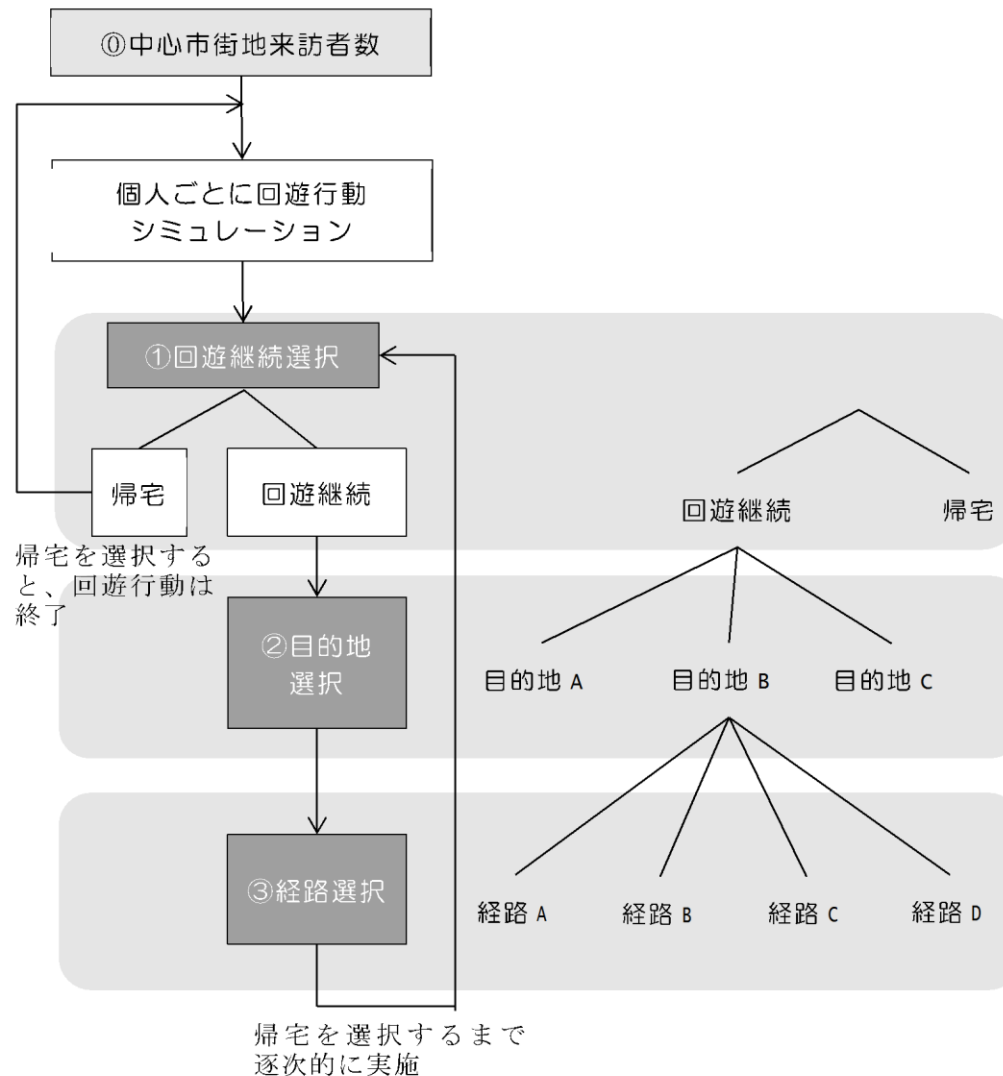 ⓪中心市街地来訪者数
個人ごとに回遊行動
シミュレーション
①回遊継続選択
帰宅
回遊継続
回遊継続
帰宅
帰宅を選択する
と、回遊行動は
終了
②目的地
選択
目的地 A
目的地 B
目的地 C
③経路選択
経路 A
経路 B
経路 C
経路 D
帰宅を選択するまで
逐次的に実施